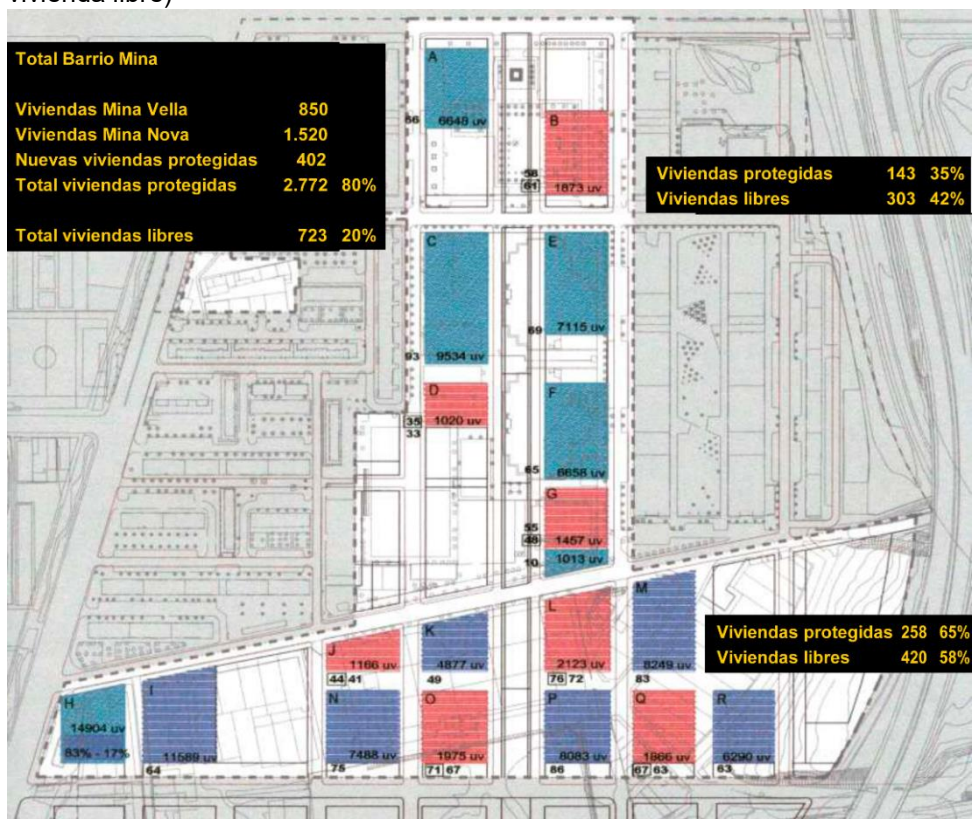 vivienda libre)
Total Barrio Mina
Viviendas Mina Vella 850
Viviendas Mina Nova 1.520
Nuevas viviendas protegidas 402
Total viviendas protegidas 2.772 80%
Total viviendas libres 723 20%
A
66 6648 uv
B
58
61 1873 uv
Viviendas protegidas 143 35%
Viviendas libres 303 42%
C
93 9534 uv
E
69 7115 uv
D
35 1020 uv
33
F
65 6658 uv
G
55
48 1457 uv
10 1013 uv
H
14904 uv
83% - 17%
I
11589 uv
64
J
1166 uv
44 41
K
4877 uv
49
L
2123 uv
76 72
M
8249 uv
83
Viviendas protegidas 258 65%
Viviendas libres 420 58%
N
7488 uv
75
O
1975 uv
71 67
P
8083 uv
86
Q
1866 uv
67 63
R
6290 uv
63